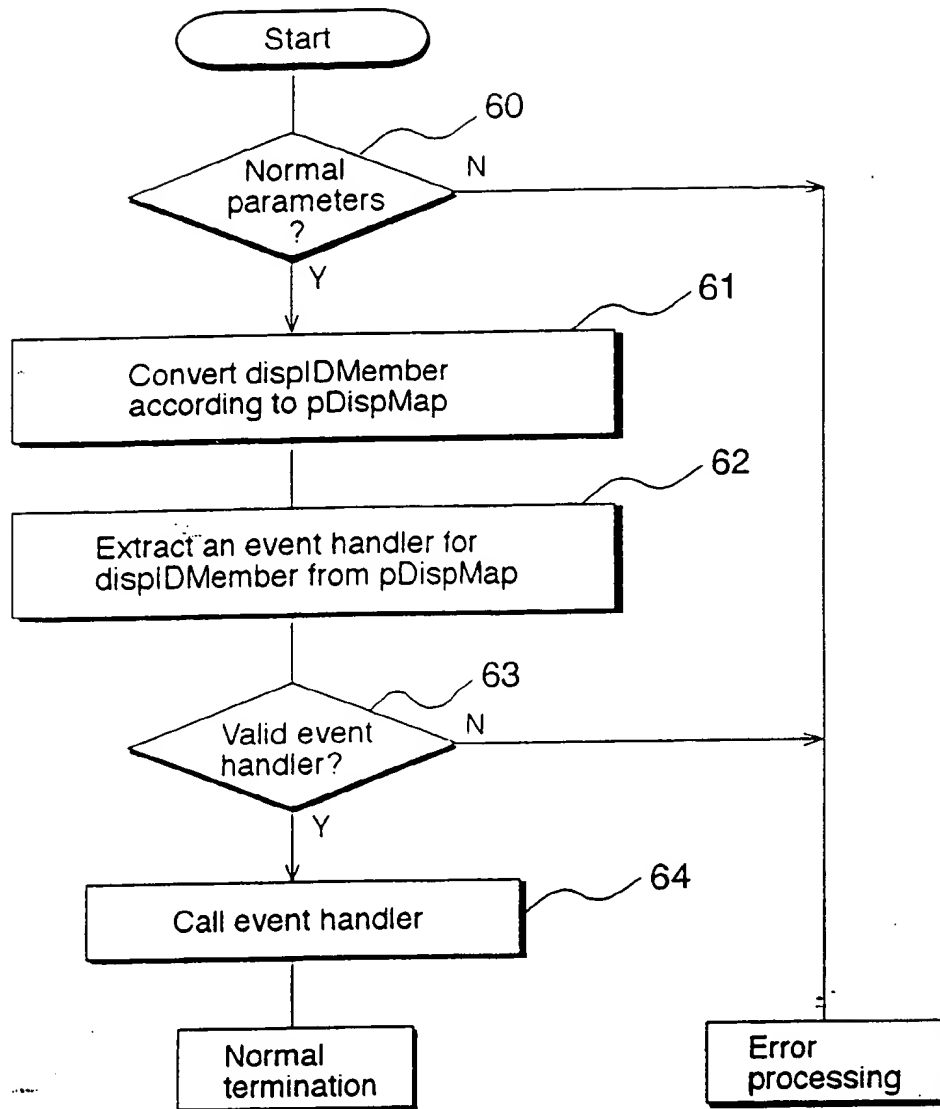 Start
60
Normal
parameters
?
N
Y
61
Convert dispIDMember
according to pDispMap
62
Extract an event handler for
dispIDMember from pDispMap
63
Valid event
handler?
N
Y
64
Call event handler
Normal
termination
Error
processing